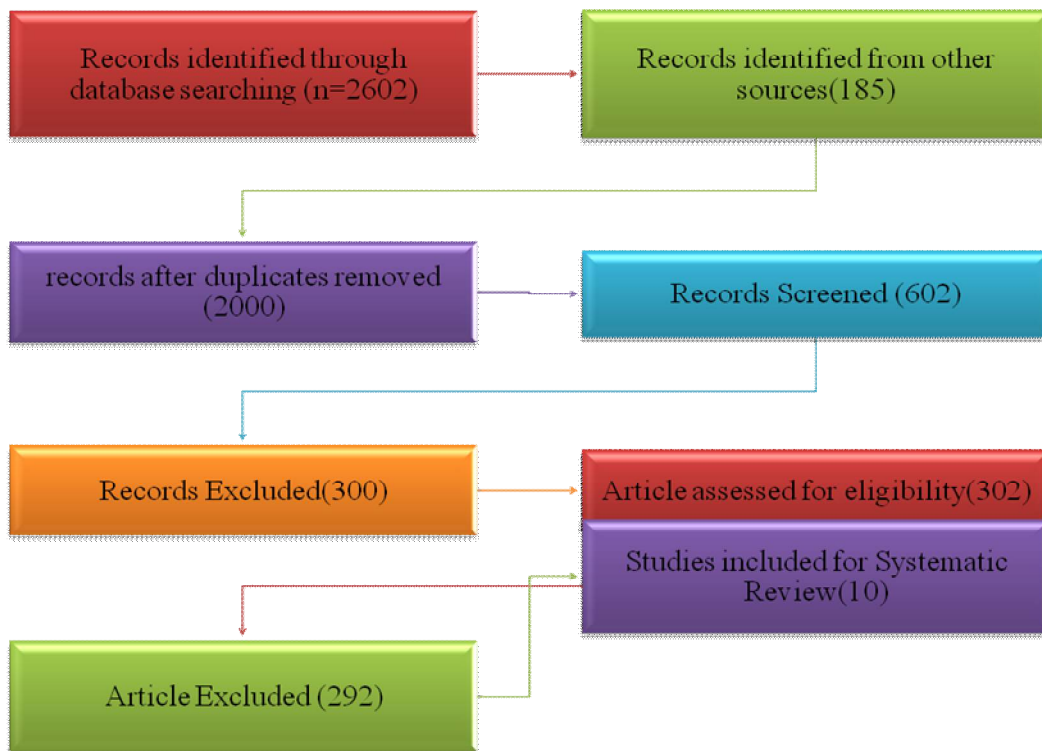 Records identified through
database searching (n=2602)
Records identified from other
sources(185)
records after duplicates removed
(2000)
Records Screened (602)
Records Excluded(300)
Article assessed for eligibility(302)
Studies included for Systematic
Review(10)
Article Excluded (292)